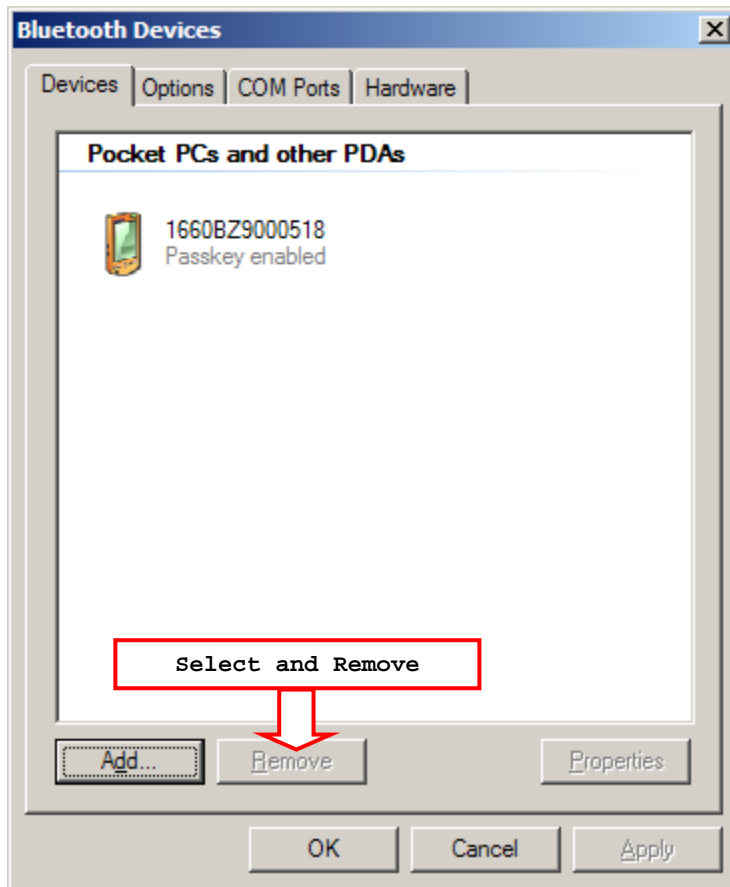 Bluetooth Devices
Devices Options COM Ports Hardware
Pocket PCs and other PDAs
1660BZ9000518
Passkey enabled
Select and Remove
Add... Remove Properties
OK Cancel Apply